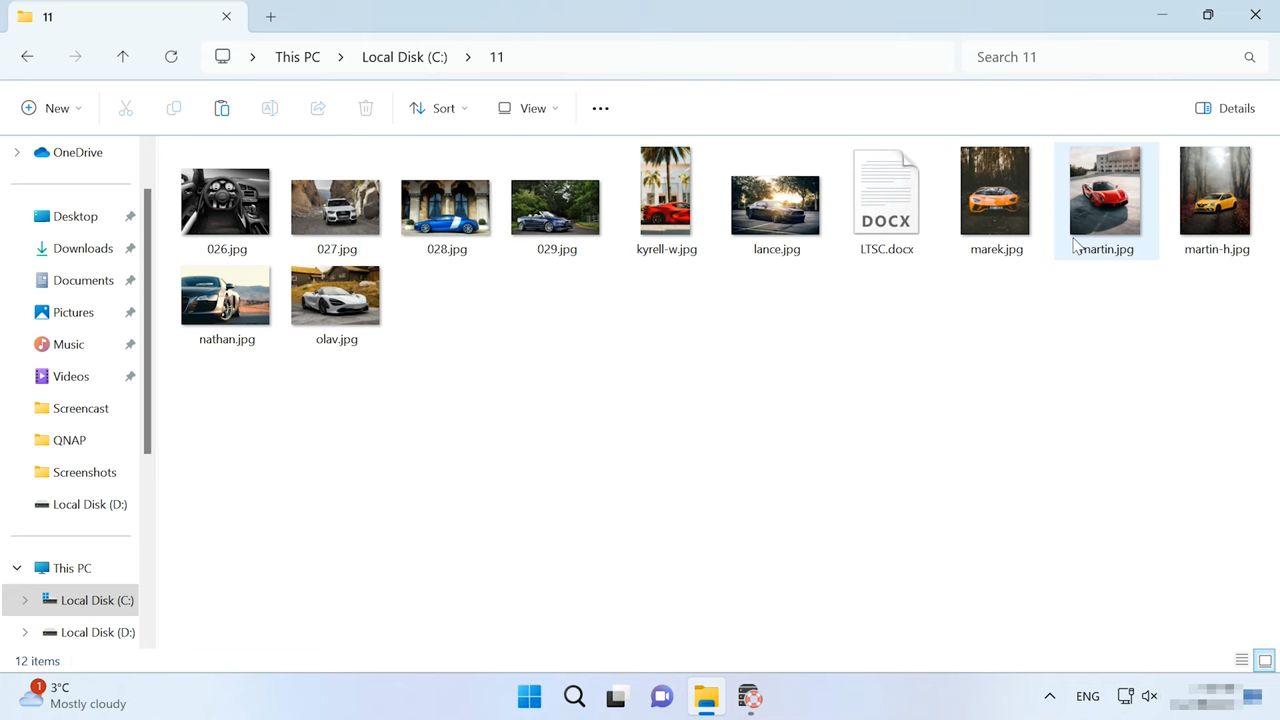 11
This PC
Local Disk (C:)
11
Search 11
New
Sort
View
Details
OneDrive
Desktop
Downloads
Documents
Pictures
Music
Videos
Screencast
QNAP
Screenshots
Local Disk (D:)
This PC
Local Disk (C:)
Local Disk (D:)
026.jpg
027.jpg
028.jpg
029.jpg
kyrell-w.jpg
lance.jpg
DOCX
LTSC.docx
marek.jpg
martin.jpg
martin-h.jpg
nathan.jpg
olav.jpg
12 items
1
3°C
Mostly cloudy
ENG